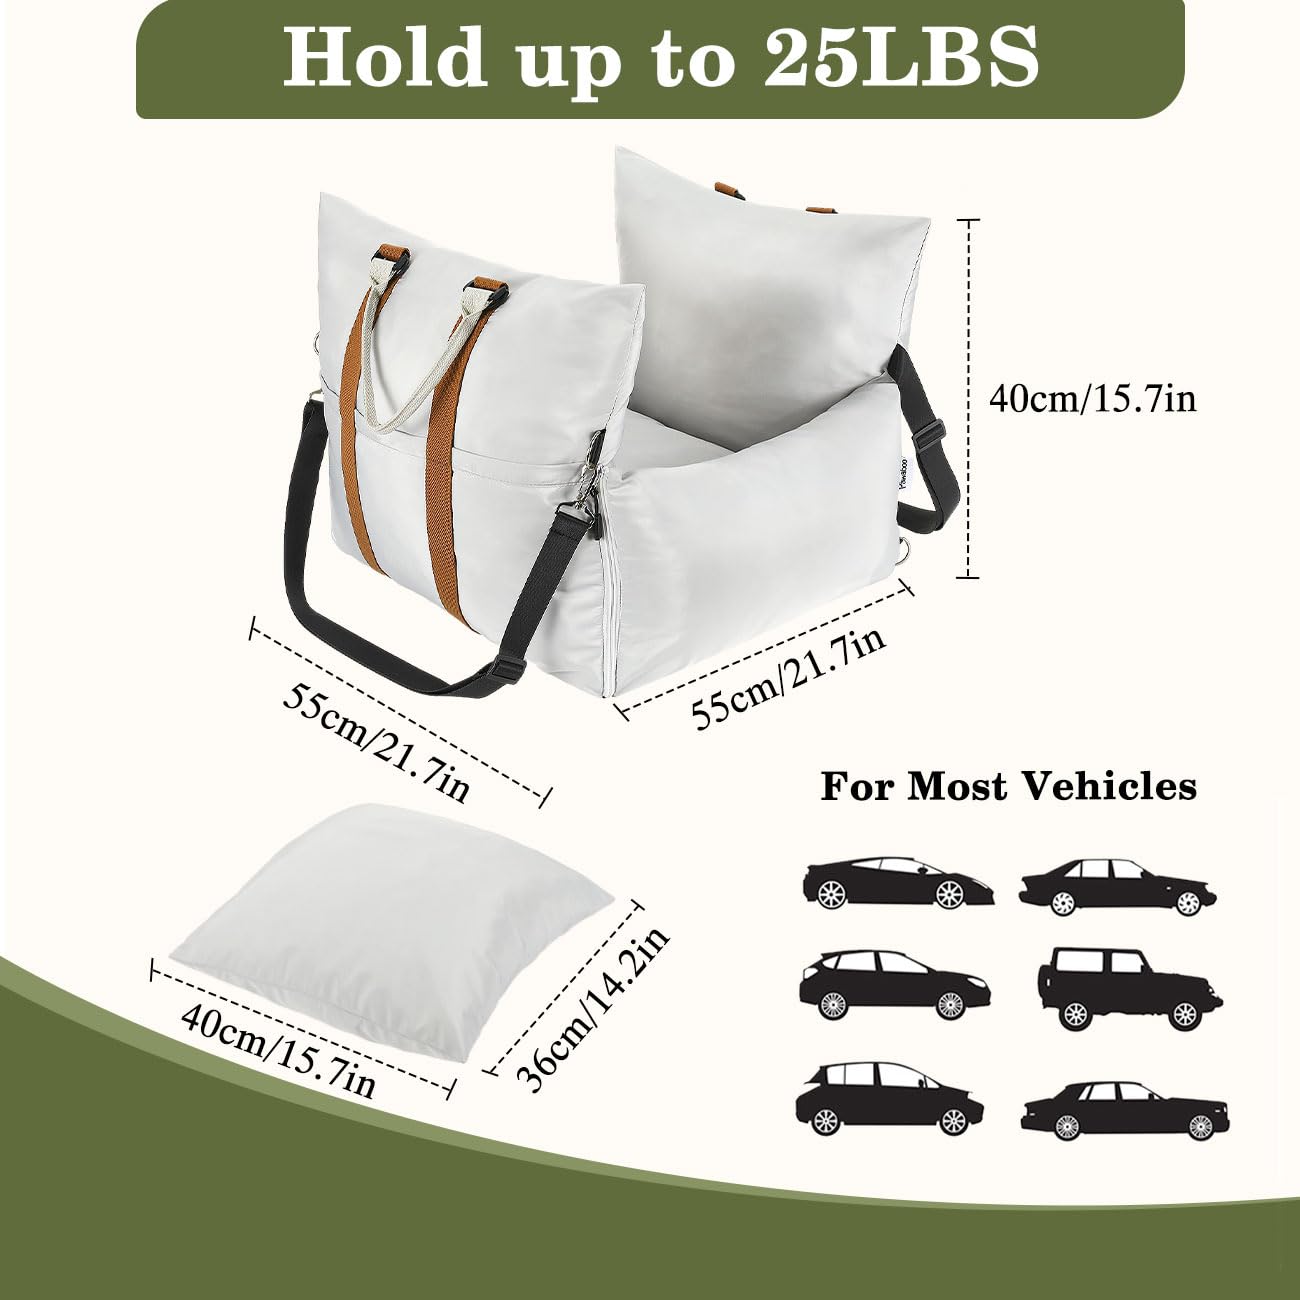 Hold up to 25LBS
40cm/15.7in
55cm/21.7in
55cm/21.7in
For Most Vehicles
40cm/15.7in
36cm/14.2in